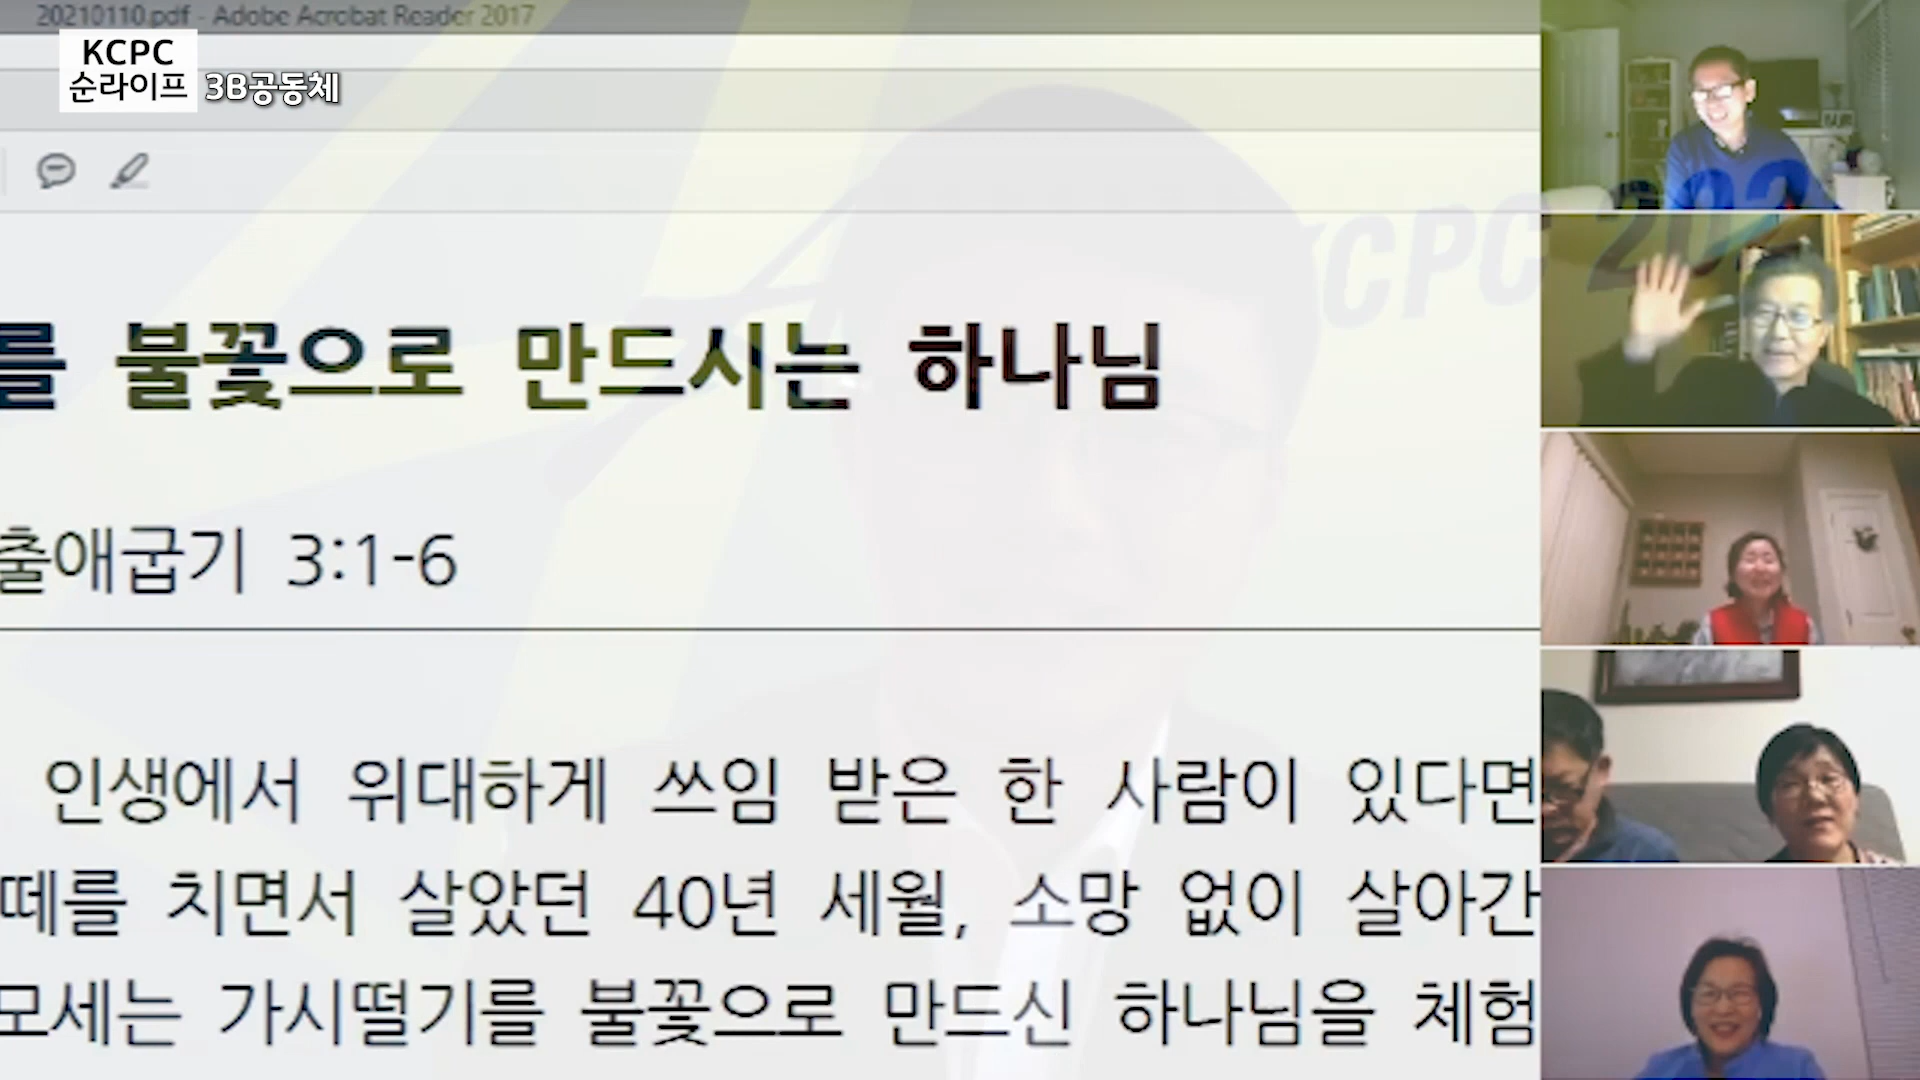 20210110.pdf - Adobe Acrobat Reader 2017
KCPC
순라이프 3B공동체
KCPC 202
를 불꽃으로 만드시는 하나님
출애굽기 3:1-6
인생에서 위대하게 쓰임 받은 한 사람이 있다면
떼를 치면서 살았던 40년 세월, 소망 없이 살아간
모세는 가시떨기를 불꽃으로 만드신 하나님을 체험